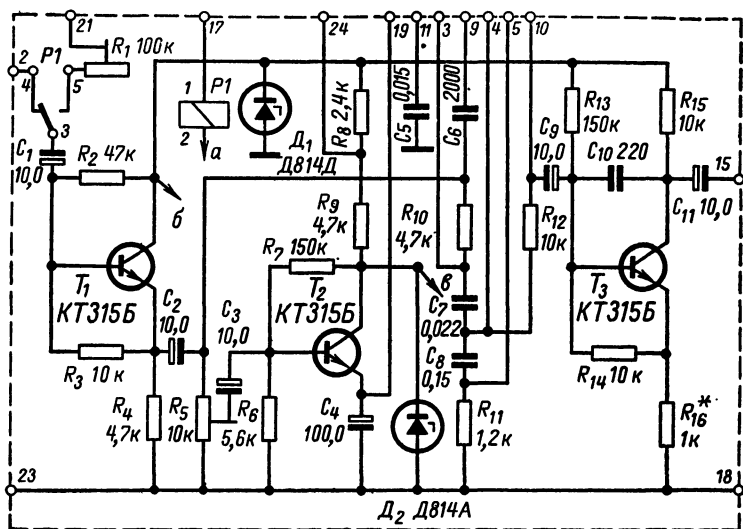 21
17
24
19
11
3
9
4
5
10
R1 100к
P1
2
4
5
3
C1
10,0
R2 47к
б
1
P1
2
а
Д1
Д814Д
R8 2,4к
C5
0,015
C6
2000
R13
150к
R15
10к
C9
10,0
C10 220
15
C11 10,0
R9
4,7к
R10
4,7к
R12
10к
R7 150к
T1
КТ315Б
T2
КТ315Б
в
T3
КТ315Б
C2
10,0
C3
10,0
C7
0,022
C8
0,15
R3 10к
R14 10к
R4
4,7к
R5
10к
R6
5,6к
C4
100,0
R11
1,2к
R16*
1к
23
18
Д2 Д814А